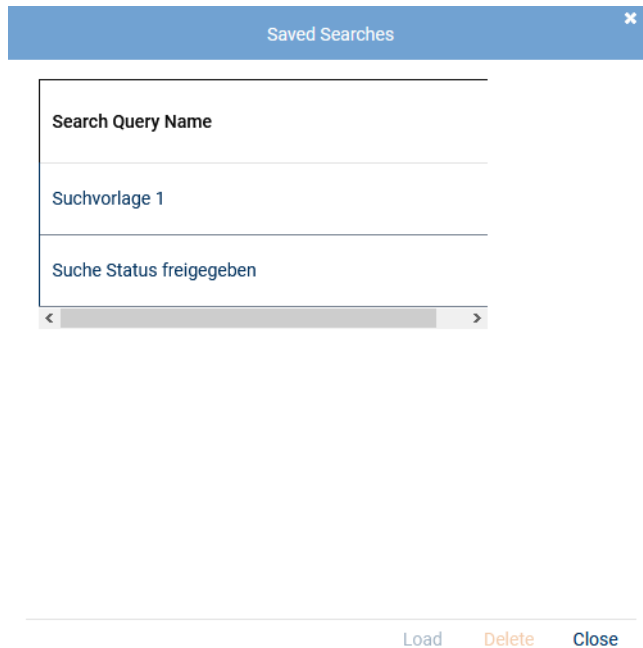 Saved Searches
Search Query Name
Suchvorlage 1
Suche Status freigegeben
Load Delete Close